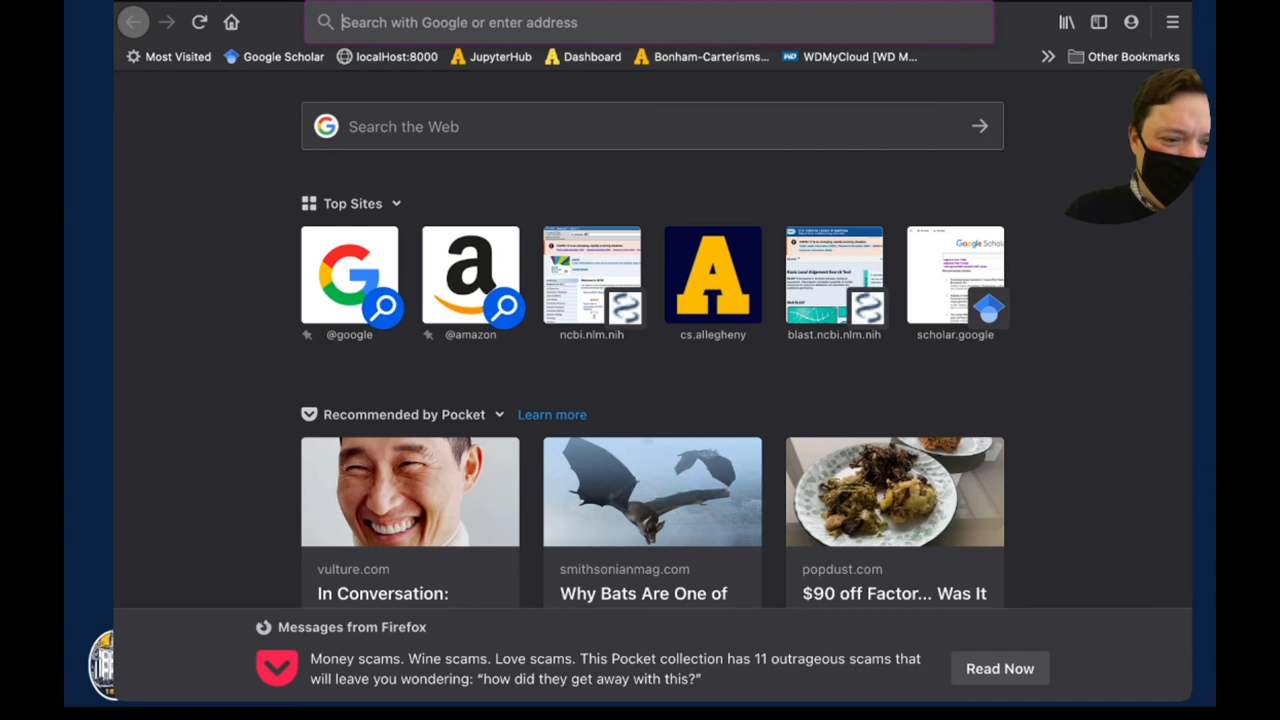 Search with Google or enter address
Most Visited Google Scholar localHost:8000 JupyterHub Dashboard Bonham-Carterisms... WDMyCloud [WD M... Other Bookmarks
Search the Web
Top Sites
@google @amazon ncbi.nlm.nih cs.allegheny blast.ncbi.nlm.nih scholar.google
Recommended by Pocket Learn more
vulture.com
In Conversation:
smithsonianmag.com
Why Bats Are One of
popdust.com
$90 off Factor... Was It
Messages from Firefox
Money scams. Wine scams. Love scams. This Pocket collection has 11 outrageous scams that
will leave you wondering: “how did they get away with this?”
Read Now